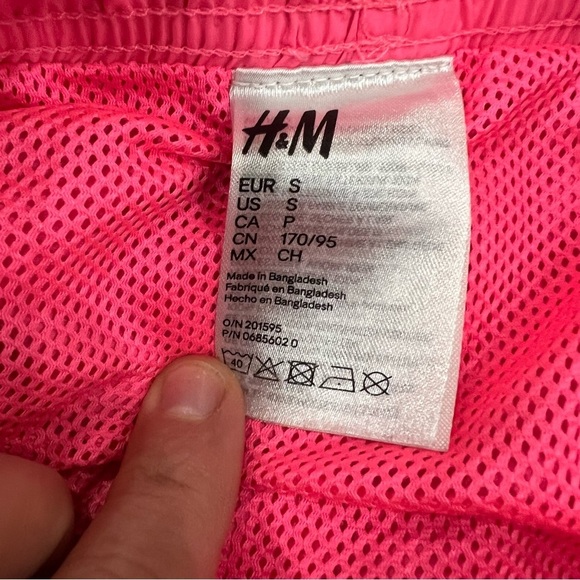 H&M
EUR S
US S
CA P
CN 170/95
MX CH
Made in Bangladesh
Fabriqué en Bangladesh
Hecho en Bangladesh
O/N 201595
P/N 0685602 0
40